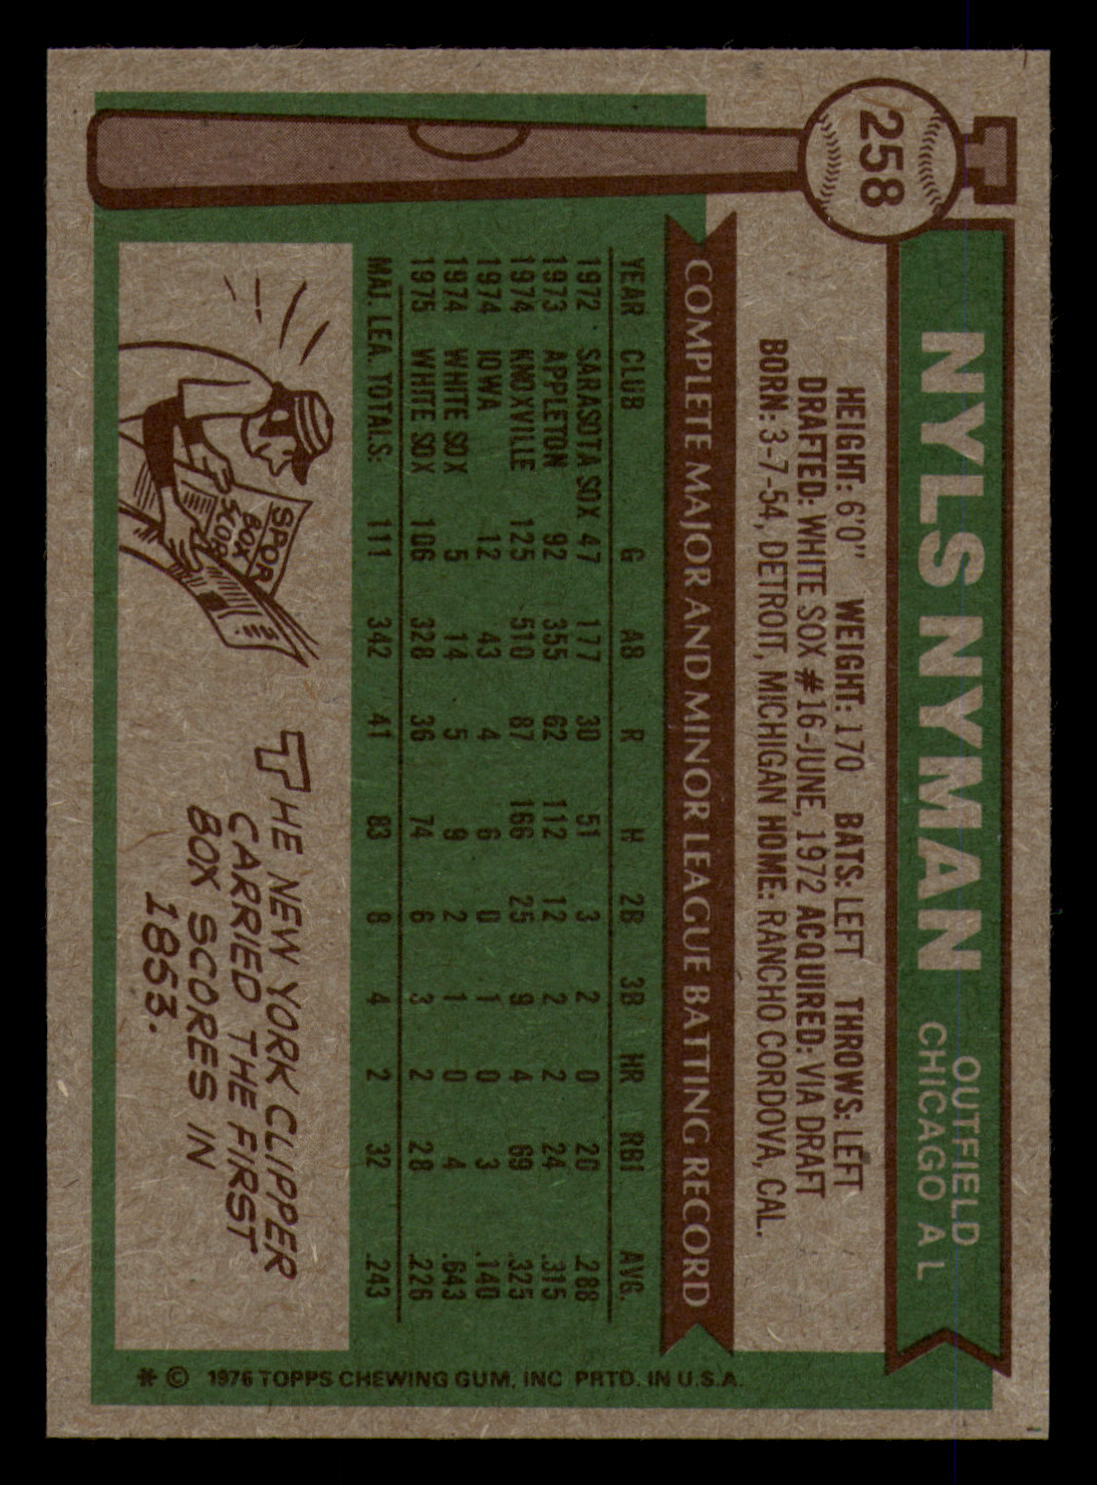 258
NYLS NYMAN
OUTFIELD
CHICAGO A L
HEIGHT: 6'0" WEIGHT: 170 BATS: LEFT THROWS: LEFT
DRAFTED: WHITE SOX #16-JUNE, 1972 ACQUIRED: VIA DRAFT
BORN: 3-7-54, DETROIT, MICHIGAN HOME: RANCHO CORDOVA, CAL.
COMPLETE MAJOR AND MINOR LEAGUE BATTING RECORD
YEAR CLUB G AB R H 2B 3B HR RBI AVG.
1972 SARASOTA SOX 47 177 30 51 3 2 0 20 .288
1973 APPLETON 92 355 62 112 12 2 2 24 .315
1974 KNOXVILLE 125 510 87 166 25 9 4 69 .325
1974 IOWA 12 43 4 6 0 1 0 3 .140
1974 WHITE SOX 5 14 5 9 2 1 0 4 .643
1975 WHITE SOX 106 328 36 74 6 3 2 28 .226
MAJ. LEA. TOTALS: 111 342 41 83 8 4 2 32 .243
SPOR
BOX
SCOR
THE NEW YORK CLIPPER
CARRIED THE FIRST
BOX SCORES IN
1853.
* © 1976 TOPPS CHEWING GUM, INC. PRTD. IN U.S.A.